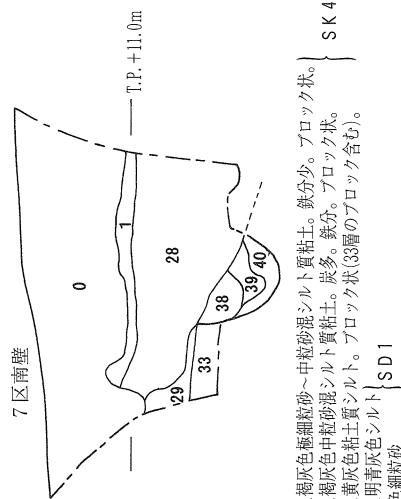 7区南壁
T.P.+11.0m
0
1
28
29
33
38
39
40
褐灰色極細粒砂～中粒砂混シルト質粘土。鉄分少。ブロック状。
褐灰色中粒砂混シルト質粘土。炭多。鉄分。ブロック状。
SK4
黄灰色粘土質シルト。ブロック状(33層のブロック含む)。
明青灰色シルト
SD1
色細粒砂